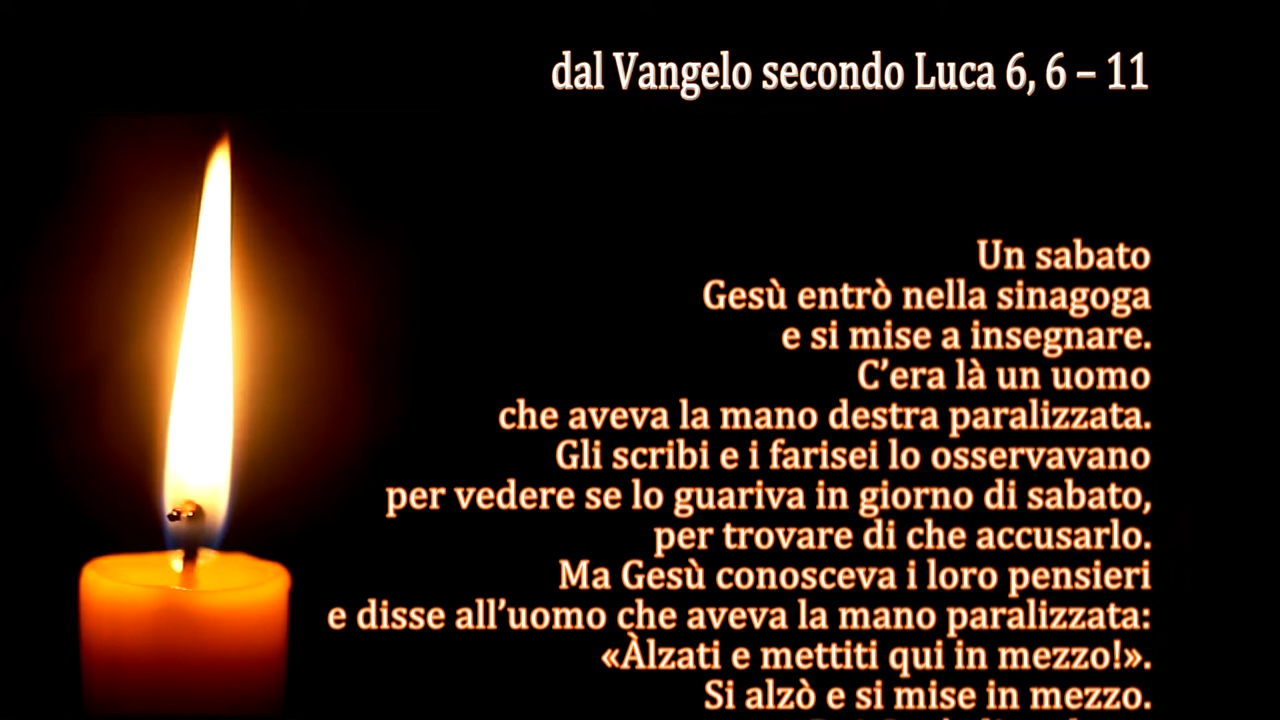 dal Vangelo secondo Luca 6, 6 – 11
Un sabato
Gesù entrò nella sinagoga
e si mise a insegnare.
C’era là un uomo
che aveva la mano destra paralizzata.
Gli scribi e i farisei lo osservavano
per vedere se lo guariva in giorno di sabato,
per trovare di che accusarlo.
Ma Gesù conosceva i loro pensieri
e disse all’uomo che aveva la mano paralizzata:
«Àlzati e mettiti qui in mezzo!».
Si alzò e si mise in mezzo.